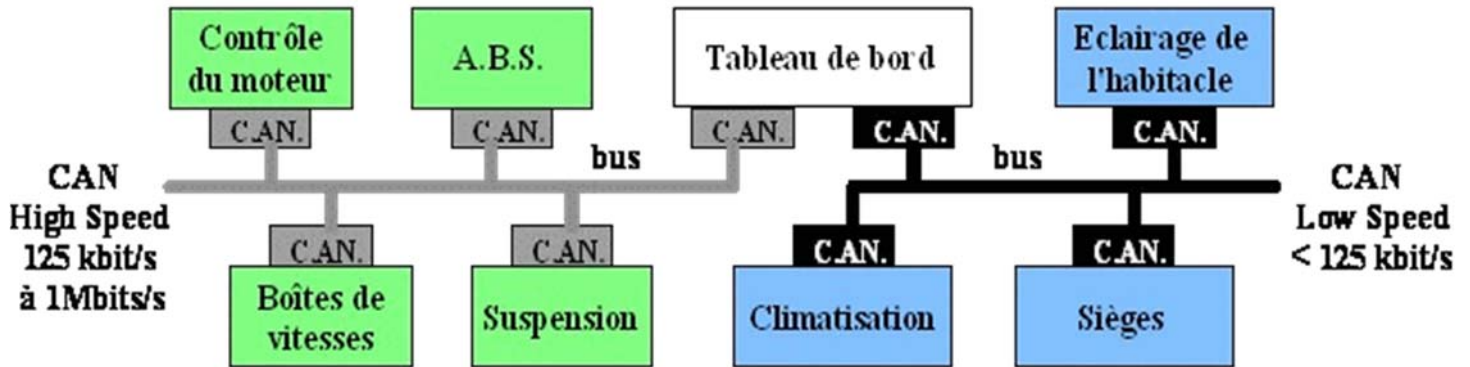 Contrôle
du moteur
A.B.S.
Tableau de bord
Eclairage de
l'habitacle
C.AN.
C.AN.
C.AN.
C.AN.
C.AN.
bus
bus
CAN
High Speed
125 kbit/s
à 1Mbits/s
CAN
Low Speed
< 125 kbit/s
C.AN.
C.AN.
C.AN.
C.AN.
Boîtes de
vitesses
Suspension
Climatisation
Sièges